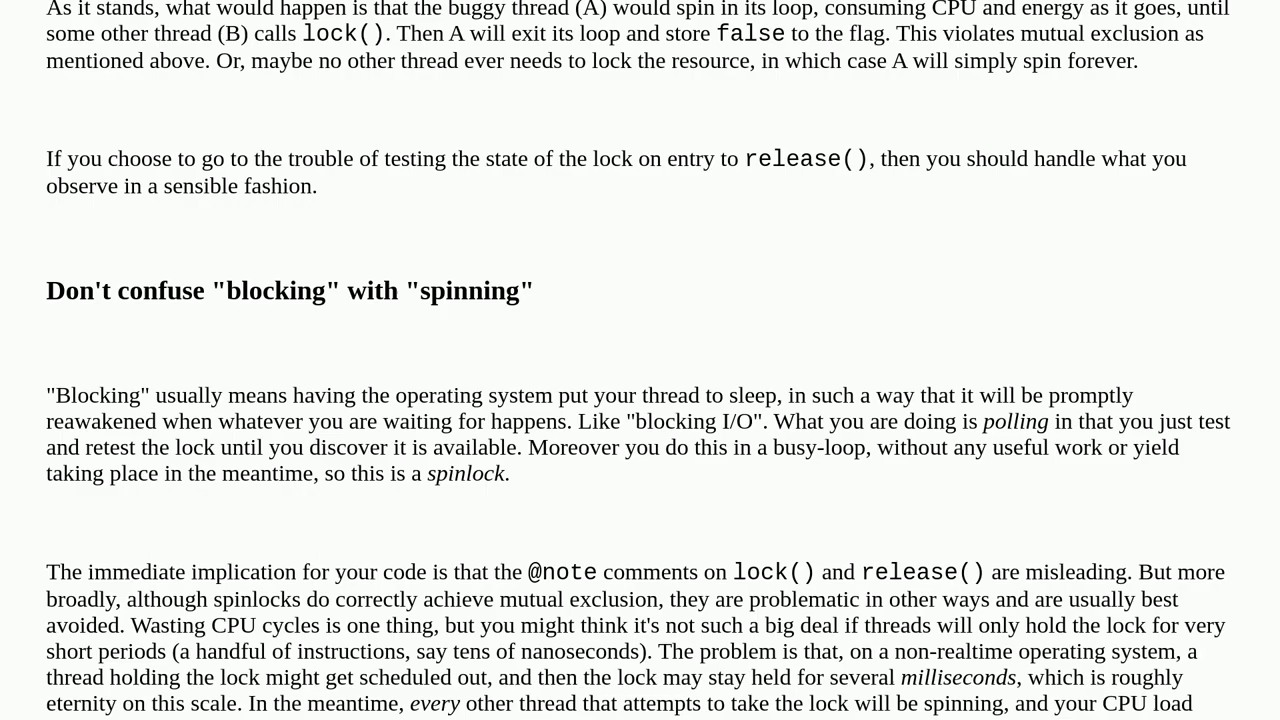 As it stands, what would happen is that the buggy thread (A) would spin in its loop, consuming CPU and energy as it goes, until
some other thread (B) calls lock(). Then A will exit its loop and store false to the flag. This violates mutual exclusion as
mentioned above. Or, maybe no other thread ever needs to lock the resource, in which case A will simply spin forever.
If you choose to go to the trouble of testing the state of the lock on entry to release(), then you should handle what you
observe in a sensible fashion.
Don't confuse "blocking" with "spinning"
"Blocking" usually means having the operating system put your thread to sleep, in such a way that it will be promptly
reawakened when whatever you are waiting for happens. Like "blocking I/O". What you are doing is polling in that you just test
and retest the lock until you discover it is available. Moreover you do this in a busy-loop, without any useful work or yield
taking place in the meantime, so this is a spinlock.
The immediate implication for your code is that the @note comments on lock() and release() are misleading. But more
broadly, although spinlocks do correctly achieve mutual exclusion, they are problematic in other ways and are usually best
avoided. Wasting CPU cycles is one thing, but you might think it's not such a big deal if threads will only hold the lock for very
short periods (a handful of instructions, say tens of nanoseconds). The problem is that, on a non-realtime operating system, a
thread holding the lock might get scheduled out, and then the lock may stay held for several milliseconds, which is roughly
eternity on this scale. In the meantime, every other thread that attempts to take the lock will be spinning, and your CPU load